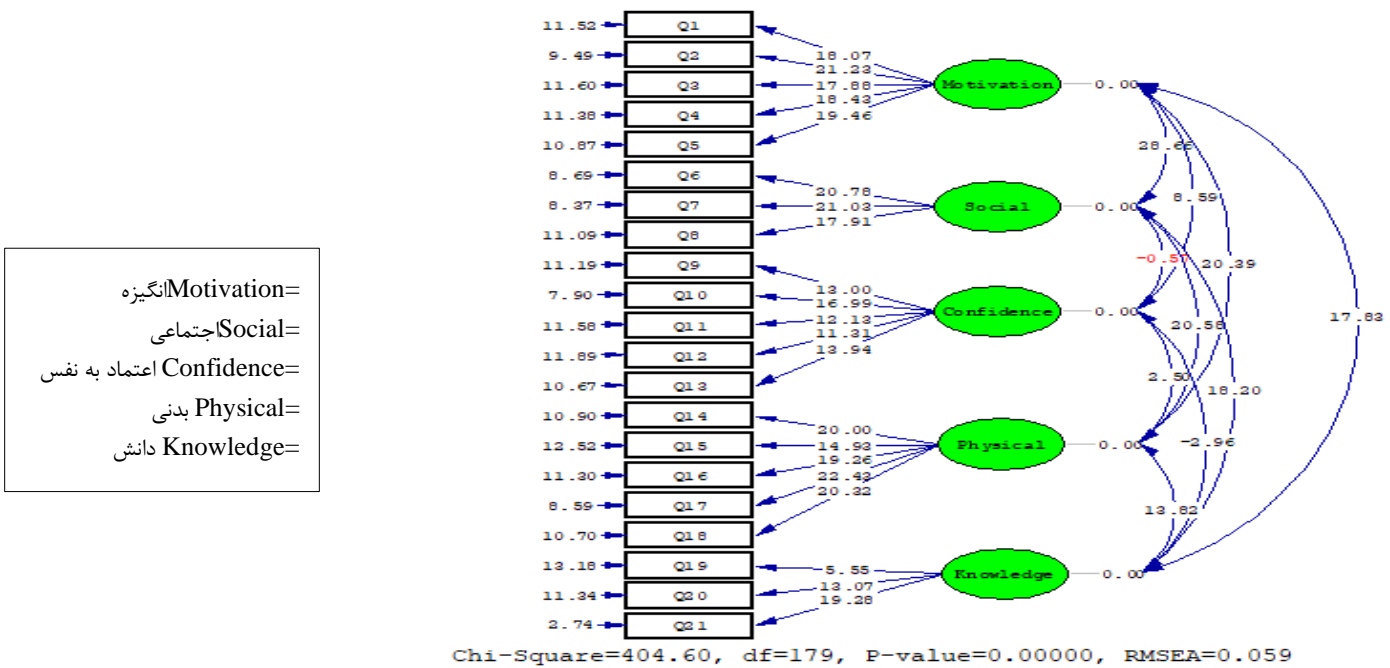 =Motivationانگیزه
=Socialاجتماعی
=Confidence اعتماد به نفس
=Physical بدنی
=Knowledge دانش
11.52 Q1
9.49 Q2
11.60 Q3
11.38 Q4
10.87 Q5
8.69 Q6
8.37 Q7
11.09 Q8
11.19 Q9
7.90 Q10
11.58 Q11
11.89 Q12
10.67 Q13
10.90 Q14
12.52 Q15
11.30 Q16
8.59 Q17
10.70 Q18
13.18 Q19
11.34 Q20
2.74 Q21
18.07
21.23
17.88
18.43
19.46
20.78
21.03
17.91
13.00
16.99
12.13
11.31
13.94
20.00
14.93
19.26
22.43
20.32
5.55
13.07
19.28
Motivation 0.00
Social 0.00
Confidence 0.00
Physical 0.00
Knowledge 0.00
28.66
8.59
-0.57
20.39
17.83
20.58
2.50
18.20
-2.96
13.82
Chi-Square=404.60, df=179, P-value=0.00000, RMSEA=0.059